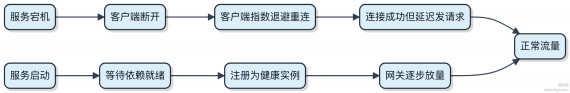 服务宕机
客户端断开
客户端指数退避重连
连接成功但延迟发请求
正常流量
服务启动
等待依赖就绪
注册为健康实例
网关逐步放量